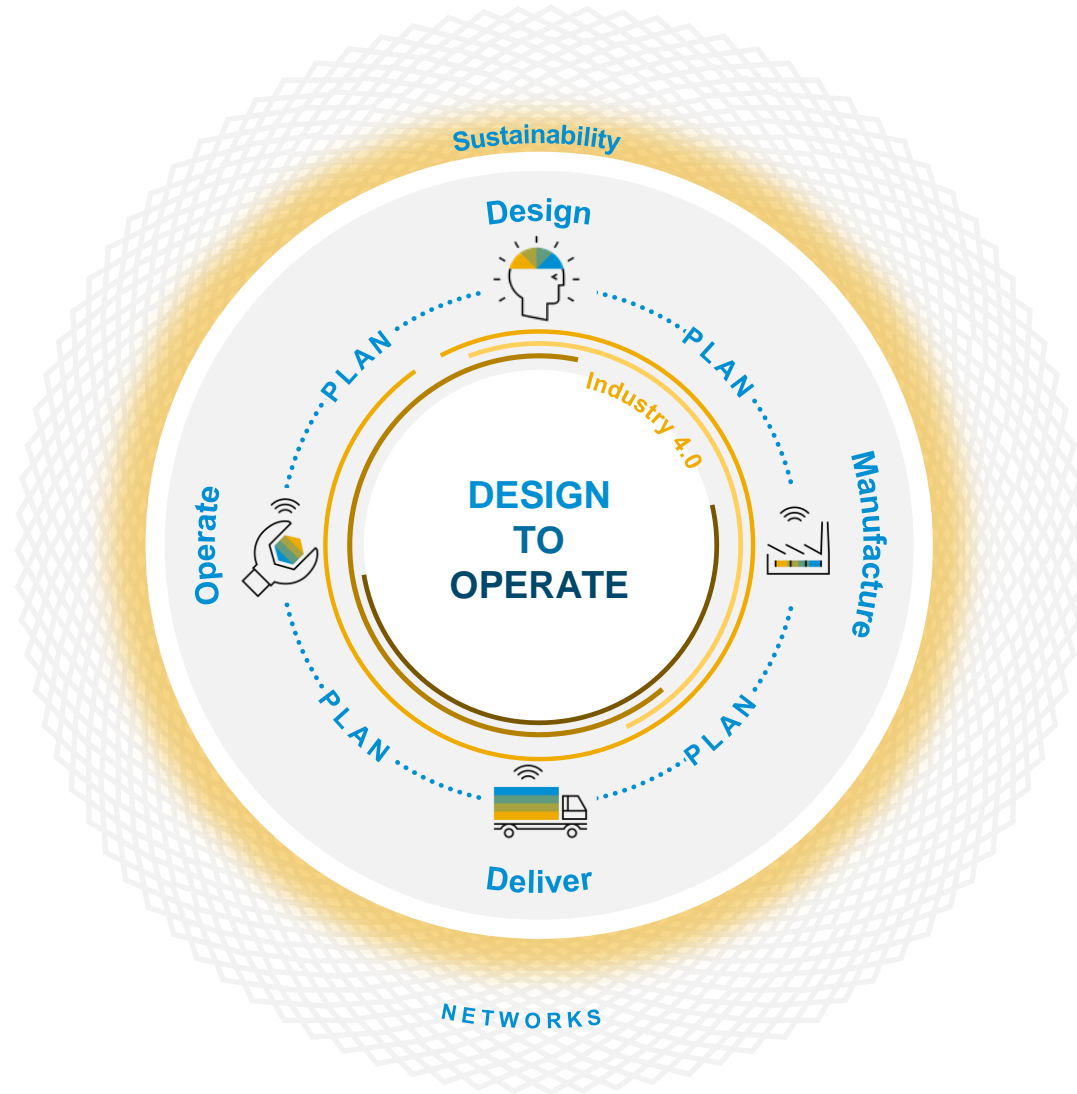 Sustainability
Design
PLAN
PLAN
Industry 4.0
Operate
DESIGN
TO
OPERATE
Manufacture
PLAN
PLAN
Deliver
NETWORKS